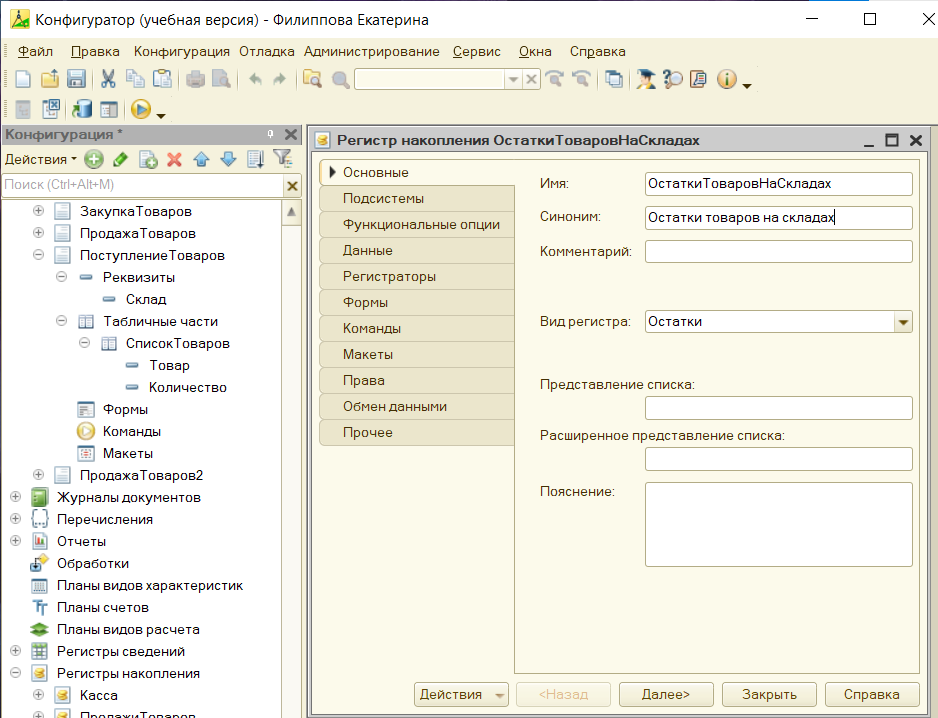 Конфигуратор (учебная версия) - Филиппова Екатерина
Файл Правка Конфигурация Отладка Администрирование Сервис Окна Справка
Конфигурация *
Действия
Поиск (Ctrl+Alt+M)
ЗакупкаТоваров
ПродажаТоваров
ПоступлениеТоваров
Реквизиты
Склад
Табличные части
СписокТоваров
Товар
Количество
Формы
Команды
Макеты
ПродажаТоваров2
Журналы документов
Перечисления
Отчеты
Обработки
Планы видов характеристик
Планы счетов
Планы видов расчета
Регистры сведений
Регистры накопления
Касса
ПродажиТоваров
Регистр накопления ОстаткиТоваровНаСкладах
Основные
Подсистемы
Функциональные опции
Данные
Регистраторы
Формы
Команды
Макеты
Права
Обмен данными
Прочее
Имя: ОстаткиТоваровНаСкладах
Синоним: Остатки товаров на складах
Комментарий:
Вид регистра: Остатки
Представление списка:
Расширенное представление списка:
Пояснение:
Действия <Назад Далее> Закрыть Справка